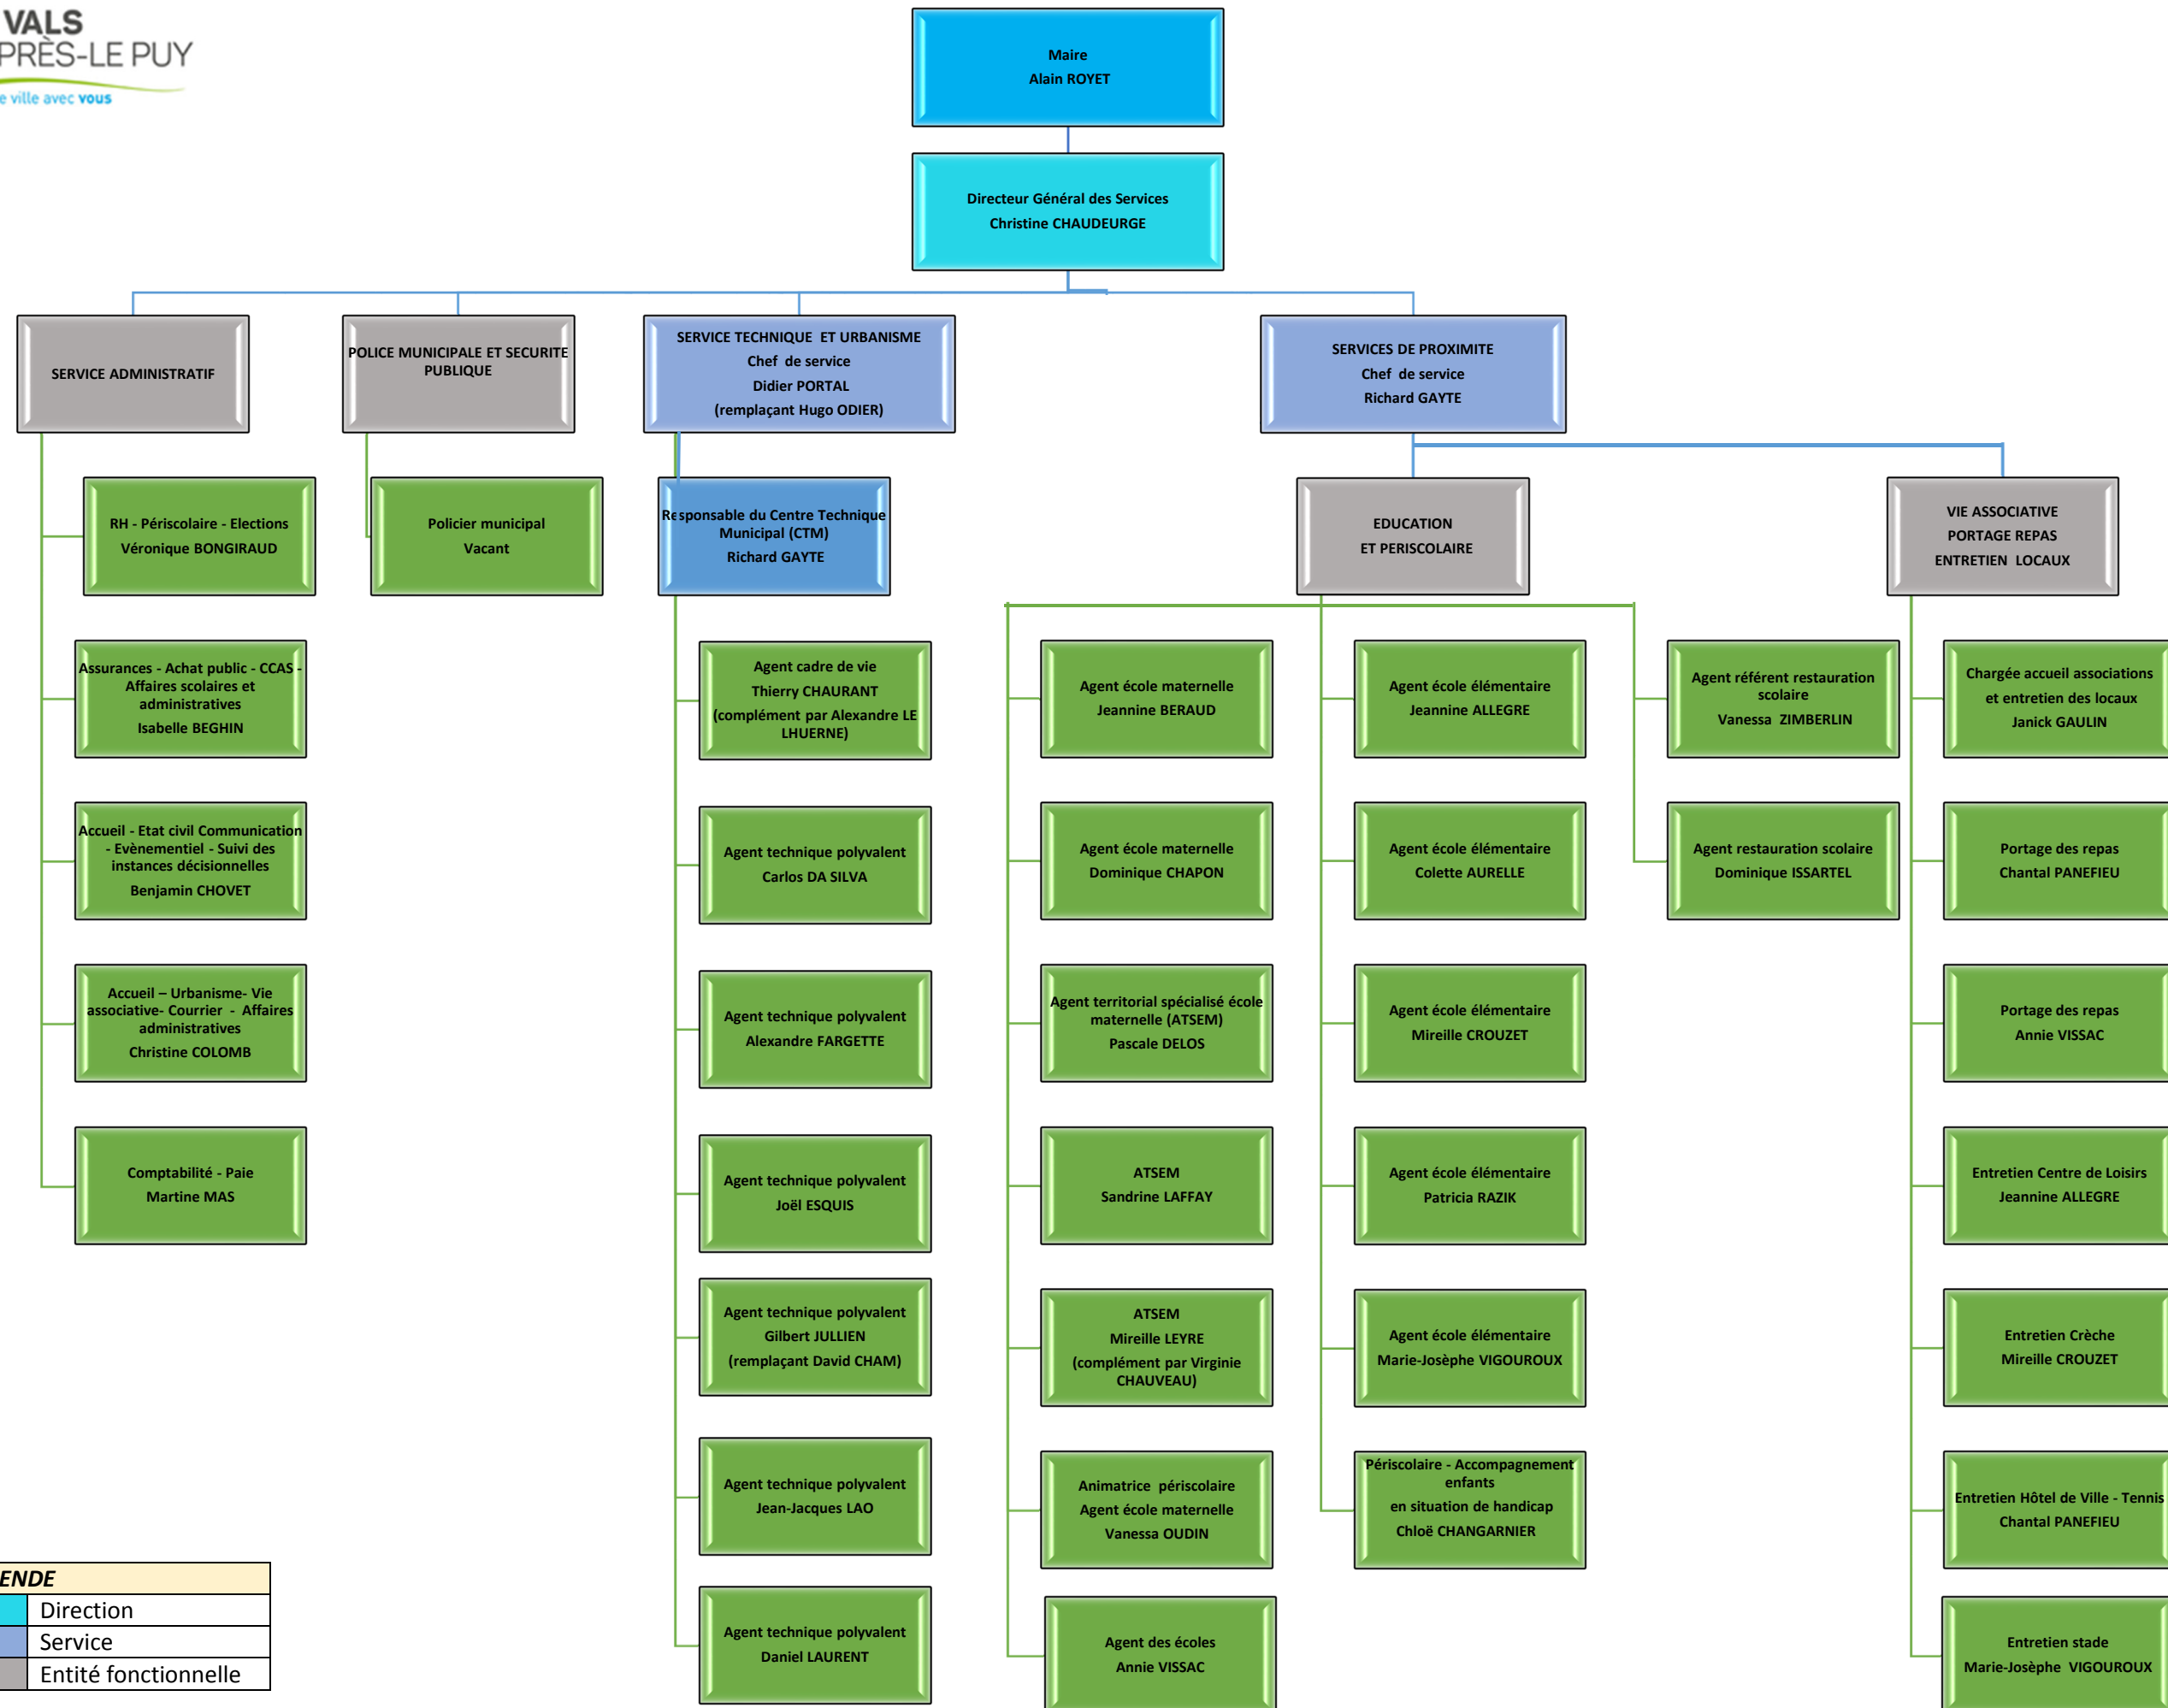 VALS
PRÈS-LE PUY
e ville avec vous
Maire
Alain ROYET
Directeur Général des Services
Christine CHAUDEURGE
SERVICE ADMINISTRATIF
POLICE MUNICIPALE ET SECURITE
PUBLIQUE
SERVICE TECHNIQUE ET URBANISME
Chef de service
Didier PORTAL
(remplaçant Hugo ODIER)
SERVICES DE PROXIMITE
Chef de service
Richard GAYTE
RH - Périscolaire - Elections
Véronique BONGIRAUD
Assurances - Achat public - CCAS -
Affaires scolaires et
administratives
Isabelle BEGHIN
Accueil - Etat civil Communication
- Evènementiel - Suivi des
instances décisionnelles
Benjamin CHOVET
Accueil – Urbanisme- Vie
associative- Courrier - Affaires
administratives
Christine COLOMB
Comptabilité - Paie
Martine MAS
Policier municipal
Vacant
Responsable du Centre Technique
Municipal (CTM)
Richard GAYTE
Agent cadre de vie
Thierry CHAURANT
(complément par Alexandre LE
LHUERNE)
Agent technique polyvalent
Carlos DA SILVA
Agent technique polyvalent
Alexandre FARGETTE
Agent technique polyvalent
Joël ESQUIS
Agent technique polyvalent
Gilbert JULLIEN
(remplaçant David CHAM)
Agent technique polyvalent
Jean-Jacques LAO
Agent technique polyvalent
Daniel LAURENT
EDUCATION
ET PERISCOLAIRE
Agent école maternelle
Jeannine BERAUD
Agent école maternelle
Dominique CHAPON
Agent territorial spécialisé école
maternelle (ATSEM)
Pascale DELOS
ATSEM
Sandrine LAFFAY
ATSEM
Mireille LEYRE
(complément par Virginie
CHAUVEAU)
Animatrice périscolaire
Agent école maternelle
Vanessa OUDIN
Agent des écoles
Annie VISSAC
Agent école élémentaire
Jeannine ALLEGRE
Agent école élémentaire
Colette AURELLE
Agent école élémentaire
Mireille CROUZET
Agent école élémentaire
Patricia RAZIK
Agent école élémentaire
Marie-Josèphe VIGOUROUX
Périscolaire - Accompagnement
enfants
en situation de handicap
Chloë CHANGARNIER
Agent référent restauration
scolaire
Vanessa ZIMBERLIN
Agent restauration scolaire
Dominique ISSARTEL
VIE ASSOCIATIVE
PORTAGE REPAS
ENTRETIEN LOCAUX
Chargée accueil associations
et entretien des locaux
Janick GAULIN
Portage des repas
Chantal PANEFIEU
Portage des repas
Annie VISSAC
Entretien Centre de Loisirs
Jeannine ALLEGRE
Entretien Crèche
Mireille CROUZET
Entretien Hôtel de Ville - Tennis
Chantal PANEFIEU
Entretien stade
Marie-Josèphe VIGOUROUX
ENDE
Direction
Service
Entité fonctionnelle